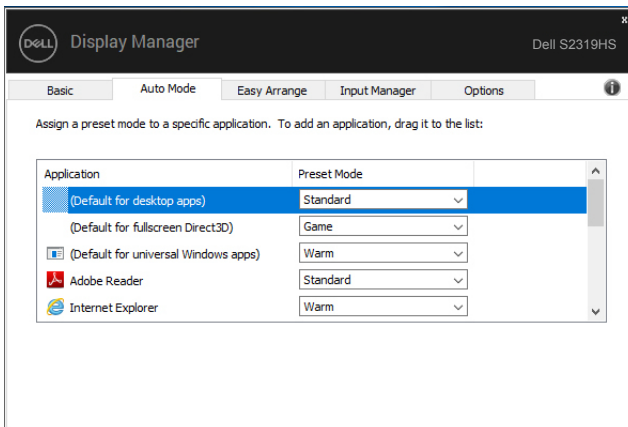 x
DELL Display Manager Dell S2319HS
Basic Auto Mode Easy Arrange Input Manager Options i
Assign a preset mode to a specific application. To add an application, drag it to the list:
Application Preset Mode
(Default for desktop apps) Standard
(Default for fullscreen Direct3D) Game
(Default for universal Windows apps) Warm
Adobe Reader Standard
Internet Explorer Warm